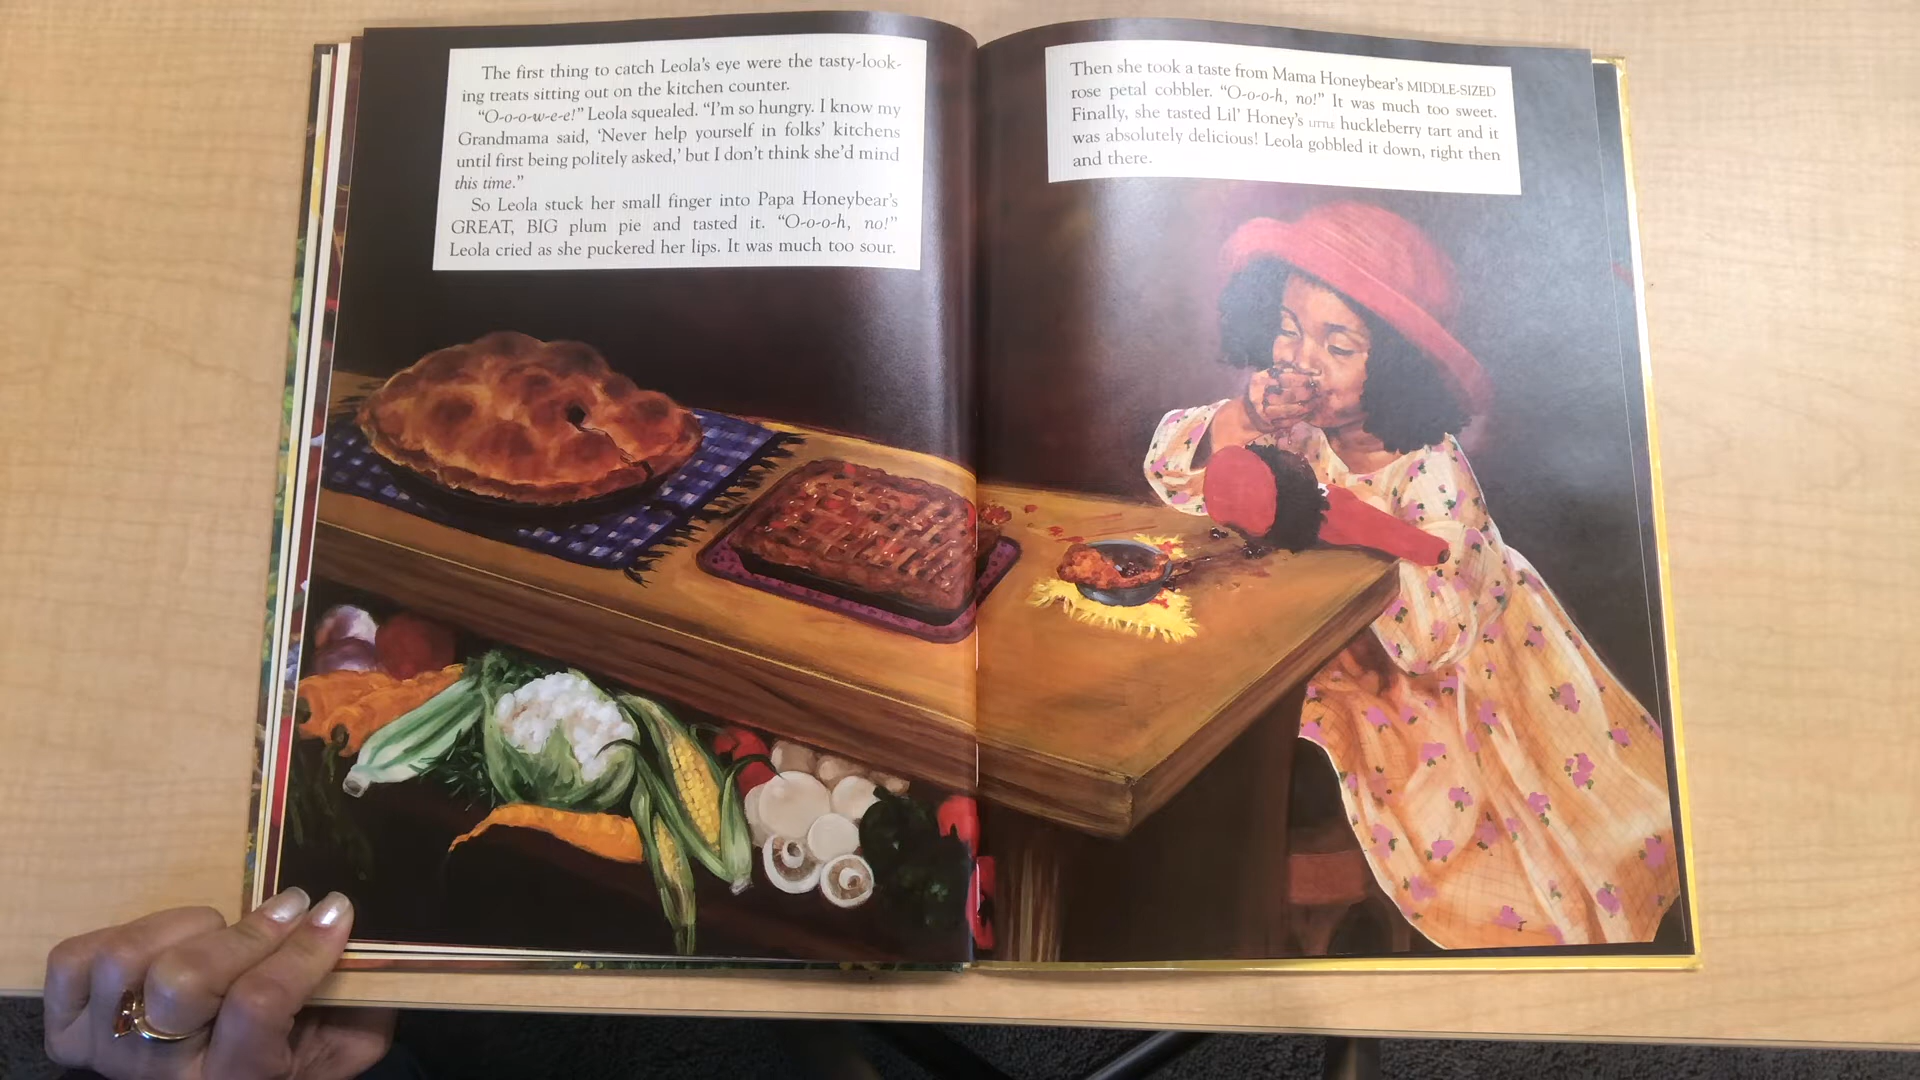 The first thing to catch Leola's eye were the tasty-look-
ing treats sitting out on the kitchen counter.
"O-o-o-w-e-e!" Leola squealed. "I'm so hungry. I know my
Grandmama said, 'Never help yourself in folks' kitchens
until first being politely asked,' but I don't think she'd mind
this time."
So Leola stuck her small finger into Papa Honeybear's
GREAT, BIG plum pie and tasted it. "O-o-o-h, no!"
Leola cried as she puckered her lips. It was much too sour.
Then she took a taste from Mama Honeybear's MIDDLE-SIZED
rose petal cobbler. "O-o-o-h, no!" It was much too sweet.
Finally, she tasted Lil' Honey's LITTLE huckleberry tart and it
was absolutely delicious! Leola gobbled it down, right then
and there.